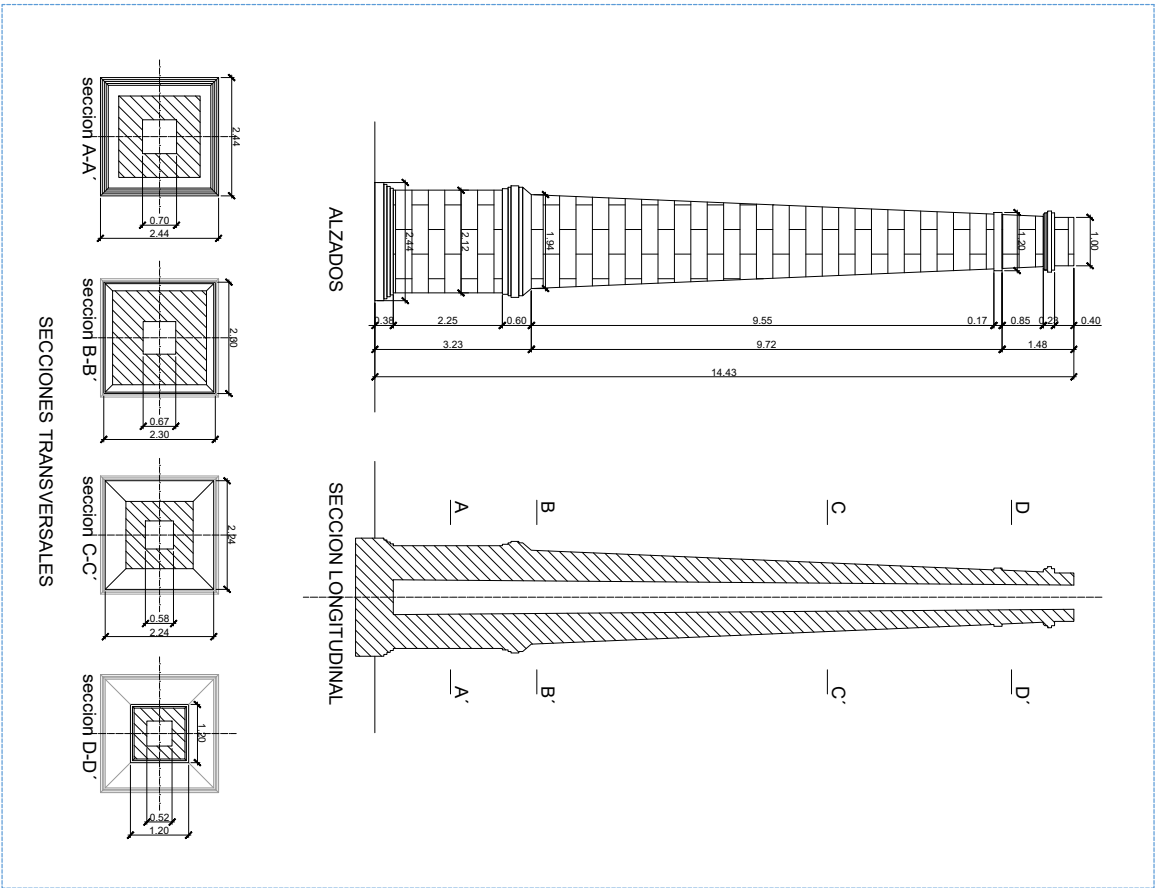 ALZADOS
2.44
2.12
1.94
1.20
1.00
0.38
2.25
0.60
9.55
0.17
0.85
0.23
0.40
3.23
9.72
1.48
14.43
SECCION LONGITUDINAL
A
B
C
D
A´
B´
C´
D´
SECCIONES TRANSVERSALES
seccion A-A´
2.44
0.70
2.44
seccion B-B´
2.30
0.67
2.30
seccion C-C´
2.24
0.58
2.24
seccion D-D´
1.20
0.52
1.20